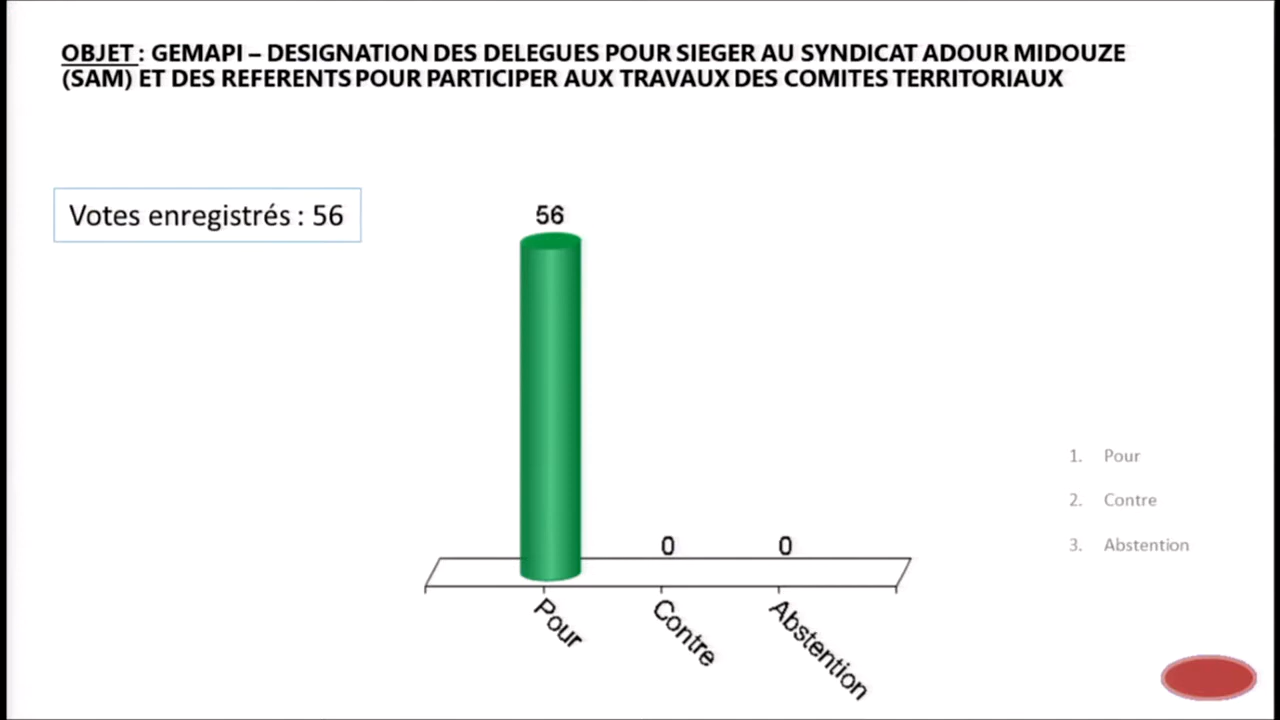 OBJET : GEMAPI – DESIGNATION DES DELEGUES POUR SIEGER AU SYNDICAT ADOUR MIDOUZE
(SAM) ET DES REFERENTS POUR PARTICIPER AUX TRAVAUX DES COMITES TERRITORIAUX
Votes enregistrés : 56
56
0
0
Pour
Contre
Abstention
1. Pour
2. Contre
3. Abstention